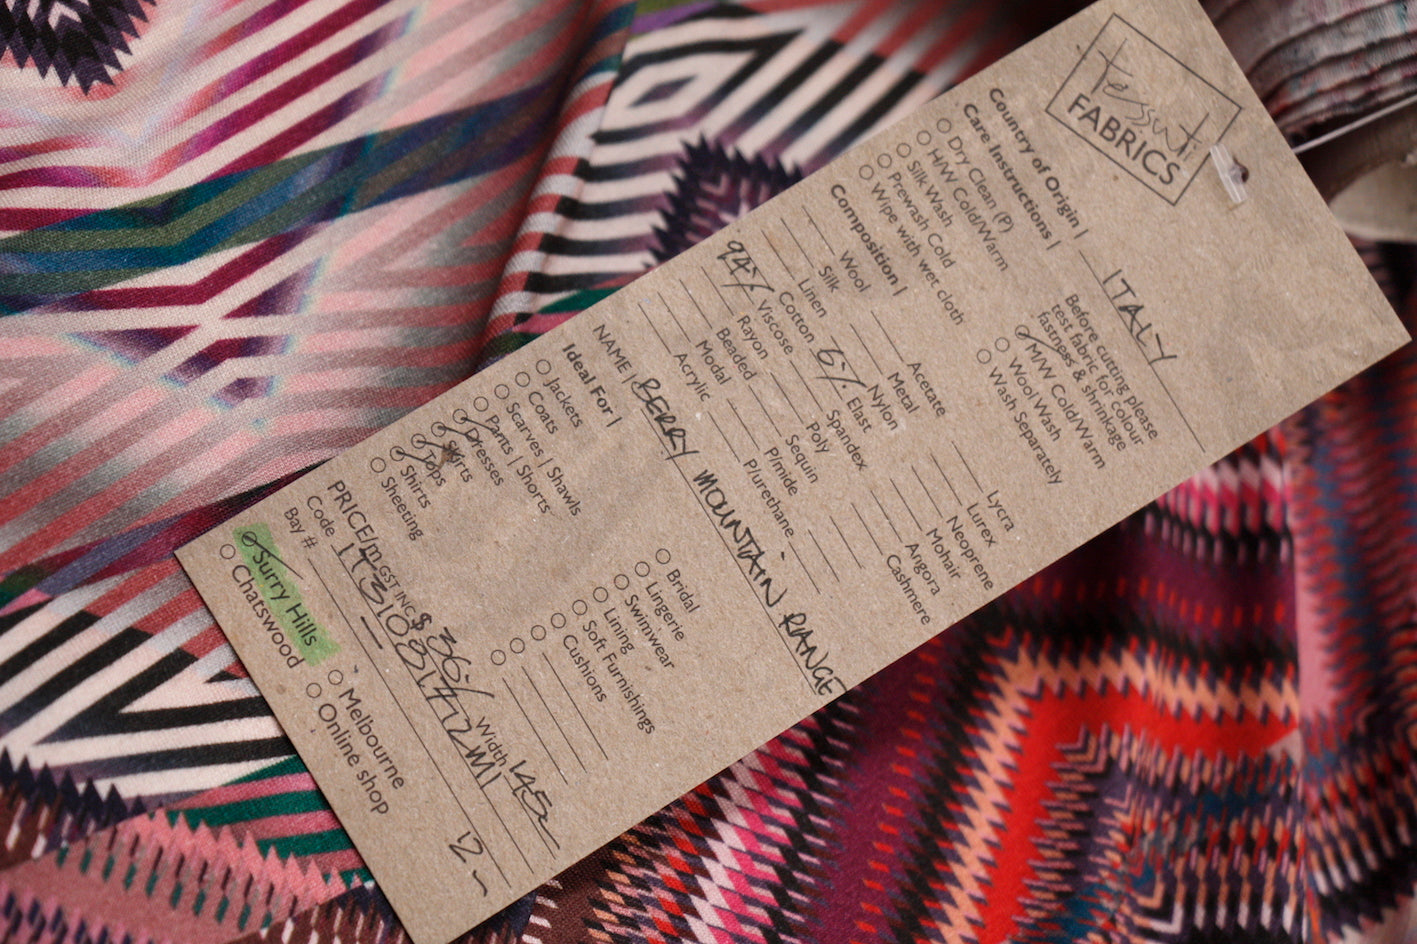 Tessuti
FABRICS
Country of Origin | ITALY
Care Instructions |
Dry Clean (P)
H/W Cold/Warm
Silk Wash
Prewash Cold
Wipe with wet cloth
Before cutting please
test fabric for colour
fastness & shrinkage
M/W Cold/Warm
Wool Wash
Wash Separately
Composition |
Wool
Silk
Linen
Cotton
94% Viscose
Rayon
Beaded
Modal
Acrylic
Acetate
Metal
Nylon
6% Elast
Spandex
Poly
Sequin
P/mide
P/urethane
Lycra
Lurex
Neoprene
Mohair
Angora
Cashmere
NAME | BERRY MOUNTAIN RANGE
Ideal For |
Jackets
Coats
Scarves | Shawls
Pants | Shorts
Dresses
Skirts
Tops
Shirts
Sheeting
Bridal
Lingerie
Swimwear
Lining
Soft Furnishings
Cushions
PRICE/m GST INC $ 36 Width 145
Code
Bay #
Surry Hills
Chatswood
Melbourne
Online shop